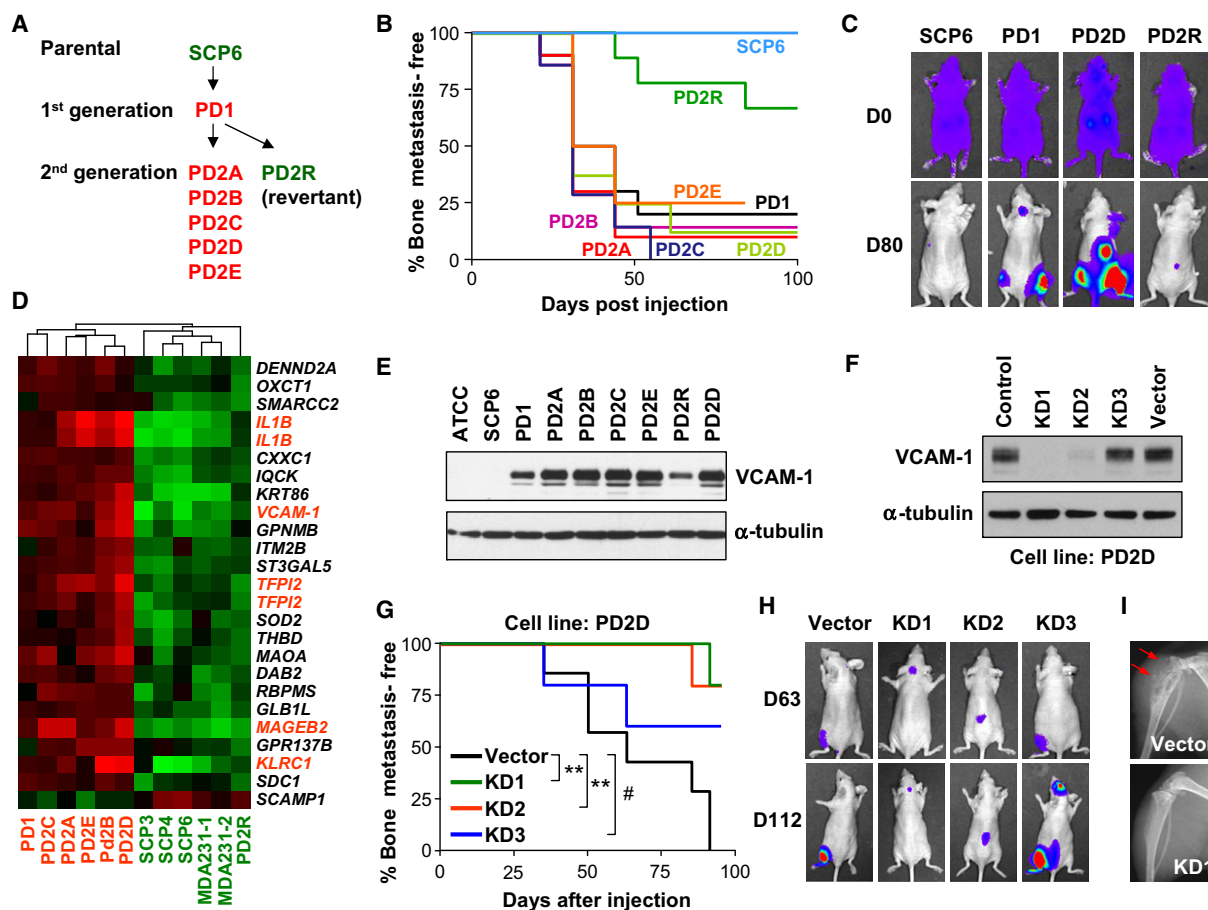 A
Parental
SCP6
1st generation
PD1
2nd generation
PD2A
PD2B
PD2C
PD2D
PD2E
PD2R
(revertant)
B
% Bone metastasis- free
100
75
50
25
0
0
50
100
Days post injection
SCP6
PD2R
PD2E
PD1
PD2B
PD2A
PD2C
PD2D
C
SCP6 PD1 PD2D PD2R
D0
D80
D
DENND2A
OXCT1
SMARCC2
IL1B
IL1B
CXXC1
IQCK
KRT86
VCAM-1
GPNMB
ITM2B
ST3GAL5
TFPI2
TFPI2
SOD2
THBD
MAOA
DAB2
RBPMS
GLB1L
MAGEB2
GPR137B
KLRC1
SDC1
SCAMP1
PD1
PD2C
PD2A
PD2E
Pd2B
PD2D
SCP3
SCP4
SCP6
MDA231-1
MDA231-2
PD2R
E
ATCC
SCP6
PD1
PD2A
PD2B
PD2C
PD2E
PD2R
PD2D
VCAM-1
α-tubulin
F
Control
KD1
KD2
KD3
Vector
VCAM-1
α-tubulin
Cell line: PD2D
G
Cell line: PD2D
% Bone metastasis- free
100
75
50
25
0
0
25
50
75
100
Days after injection
Vector
KD1
KD2
KD3
**
**
#
H
Vector KD1 KD2 KD3
D63
D112
I
Vector
KD1